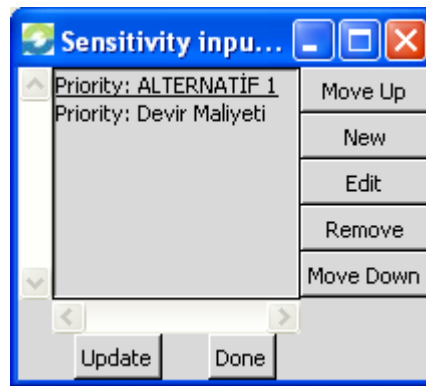 Sensitivity inpu...
Priority: ALTERNATİF 1
Priority: Devir Maliyeti
Move Up
New
Edit
Remove
Move Down
Update
Done